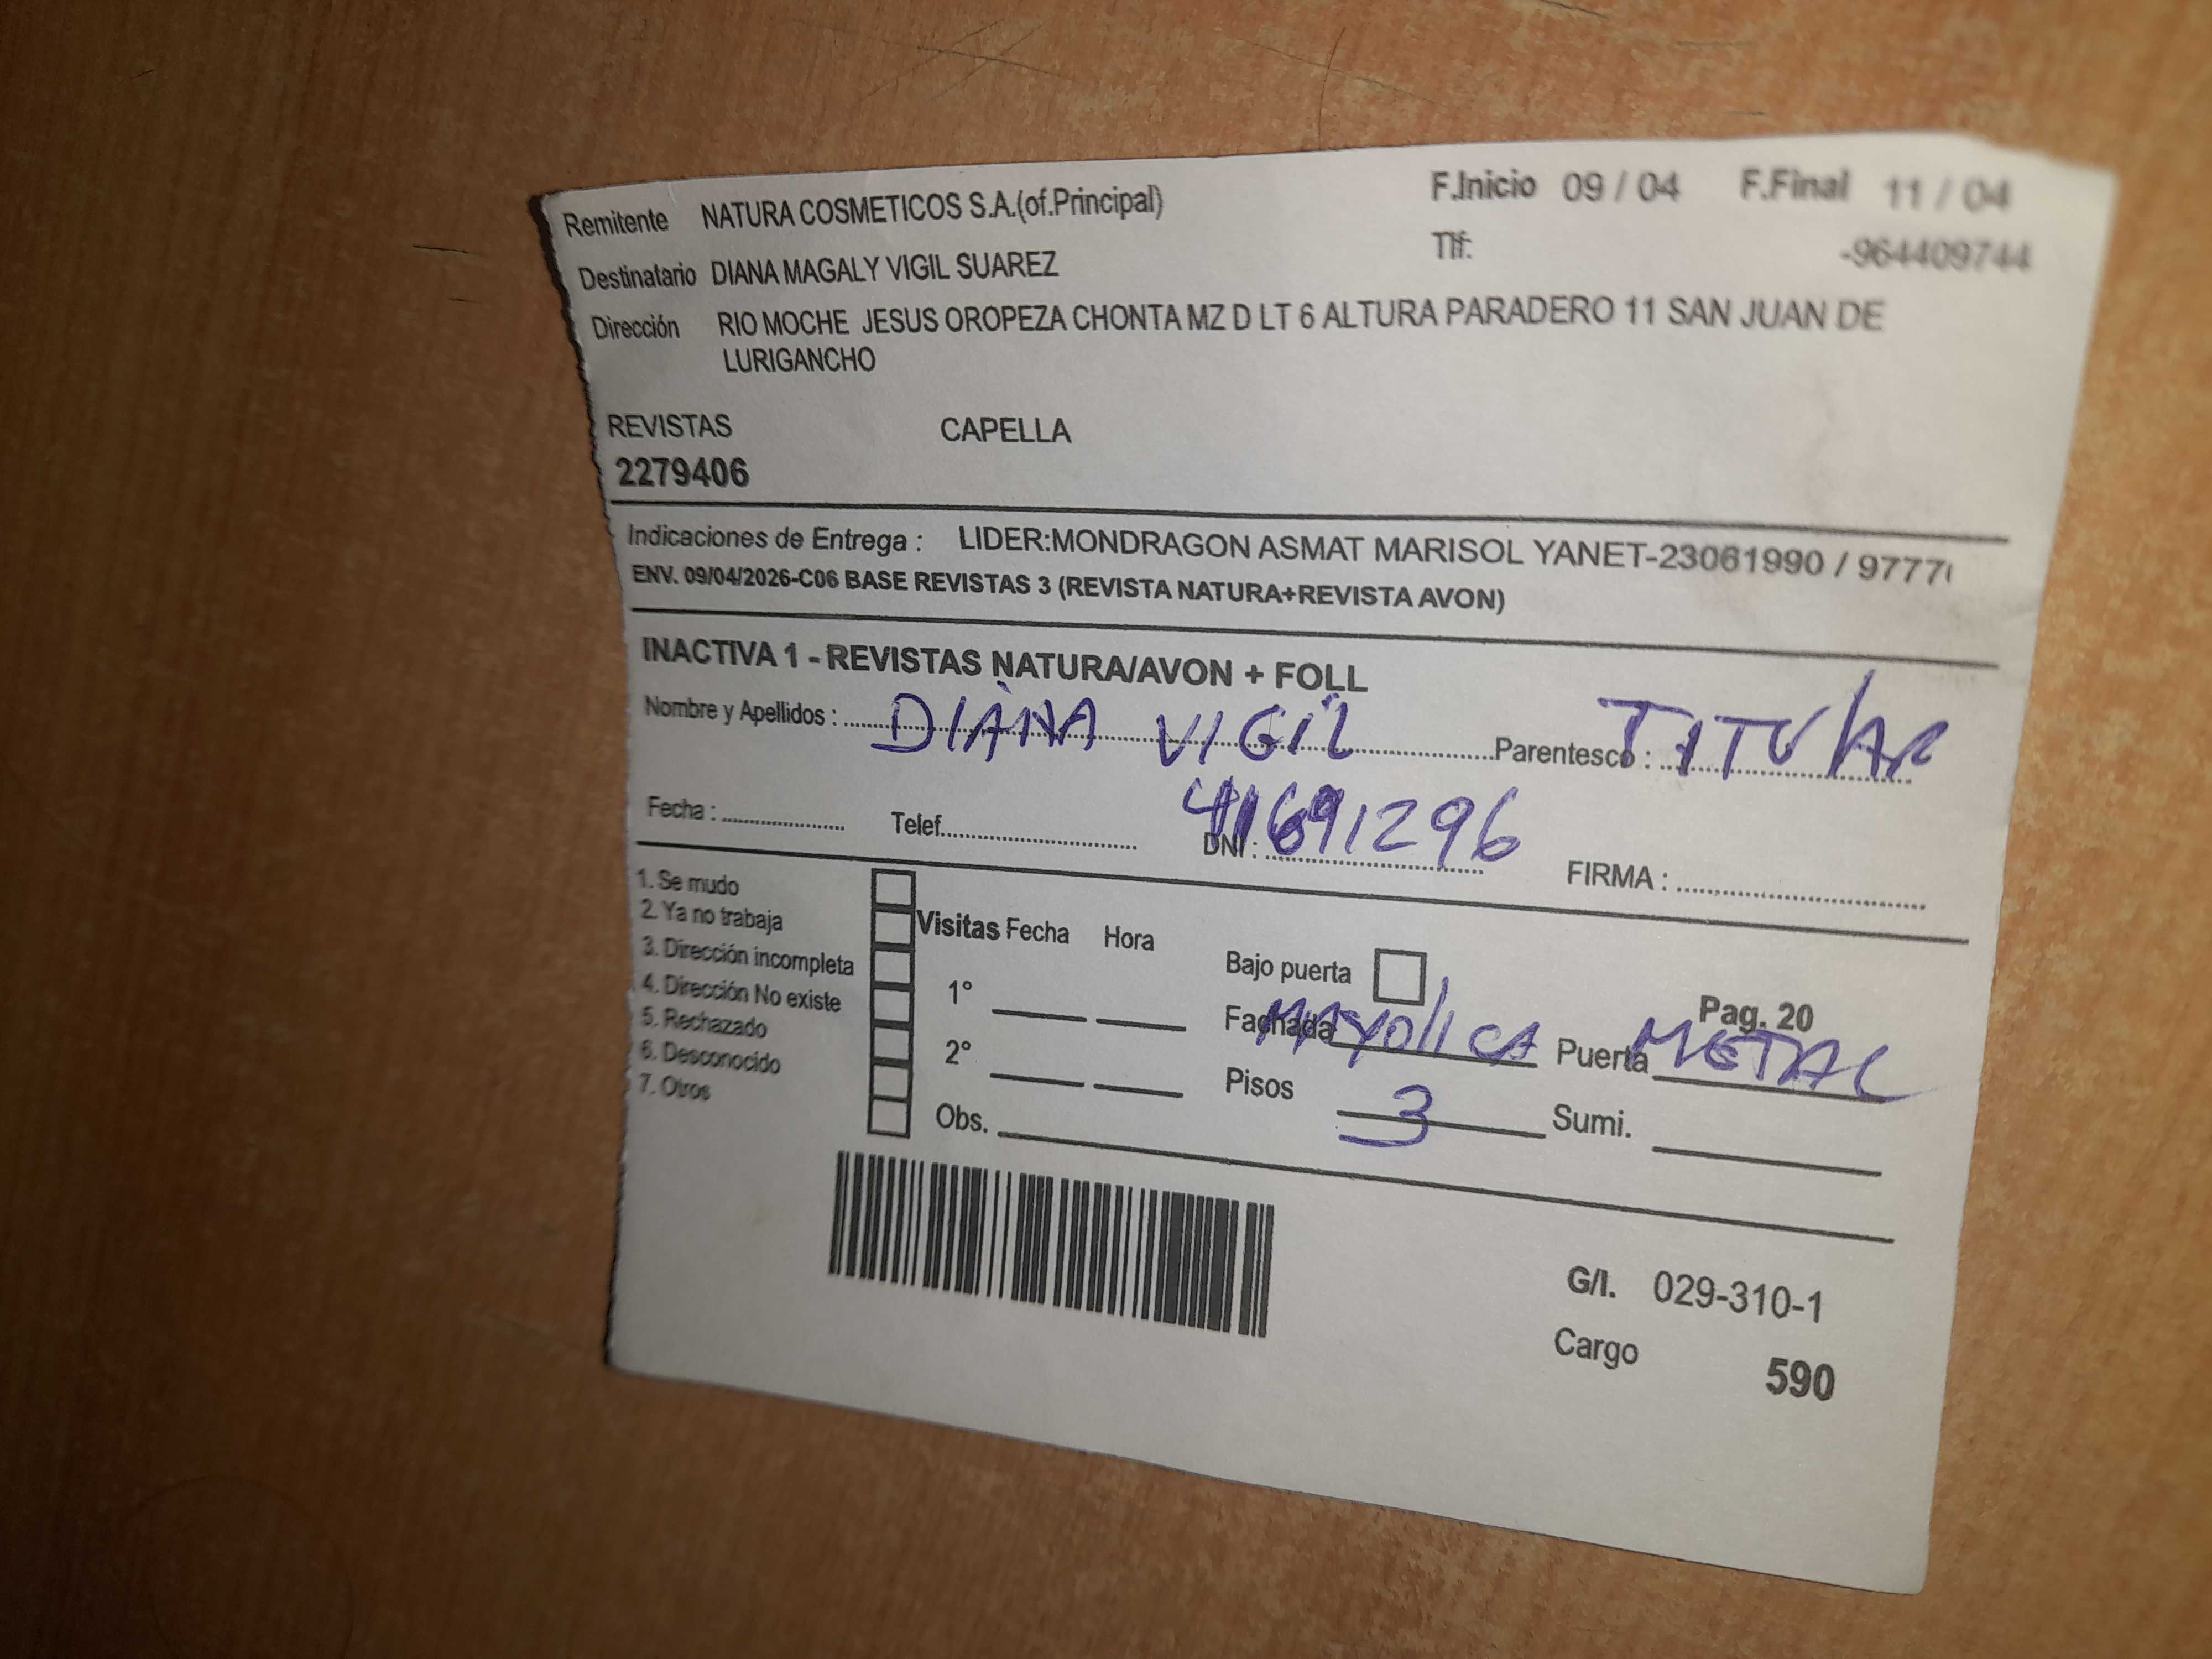 Remitente NATURA COSMETICOS S.A.(of.Principal) F.Inicio 09 / 04 F.Final 11 / 04
Destinatario DIANA MAGALY VIGIL SUAREZ Tlf: -964409744
Dirección RIO MOCHE JESUS OROPEZA CHONTA MZ D LT 6 ALTURA PARADERO 11 SAN JUAN DE
LURIGANCHO
REVISTAS CAPELLA
2279406
Indicaciones de Entrega : LIDER:MONDRAGON ASMAT MARISOL YANET-23061990 / 9777
ENV. 09/04/2026-C06 BASE REVISTAS 3 (REVISTA NATURA+REVISTA AVON)
INACTIVA 1 - REVISTAS NATURA/AVON + FOLL
Nombre y Apellidos : DIANA VIGIL Parentesco : TITULAR
Fecha : Telef. DNI : 41691296 FIRMA :
1. Se mudo
2. Ya no trabaja
3. Dirección incompleta
4. Dirección No existe
5. Rechazado
6. Desconocido
7. Otros
Visitas Fecha Hora
1°
2°
Obs.
Bajo puerta
Pag. 20
Fachada MAYOLICA Puerta METAL
Pisos 3 Sumi.
G/I. 029-310-1
Cargo 590